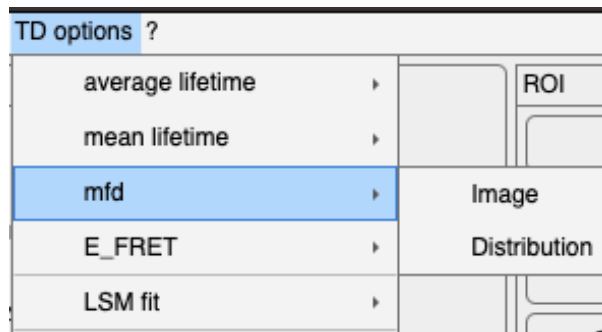 TD options ?
average lifetime
ROI
mean lifetime
mfd
Image
E_FRET
Distribution
LSM fit